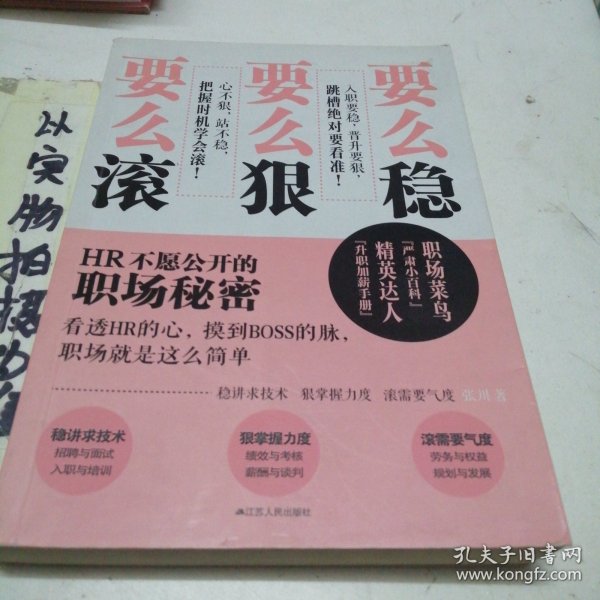 要么稳
入职要稳，晋升要狠，
跳槽绝对要看准！
要么狠
心不狠，站不稳，
把握时机学会滚！
要么滚
职场菜鸟
『严肃小百科』
精英达人
『升职加薪手册』
HR不愿公开的
职场秘密
看透HR的心，摸到BOSS的脉，
职场就是这么简单
稳讲求技术 狠掌握力度 滚需要气度 张川 著
稳讲求技术
招聘与面试
入职与培训
狠掌握力度
绩效与考核
薪酬与谈判
滚需要气度
劳务与权益
规划与发展
江苏人民出版社
以实物拍摄为准
孔夫子旧书网
www.kongfz.com